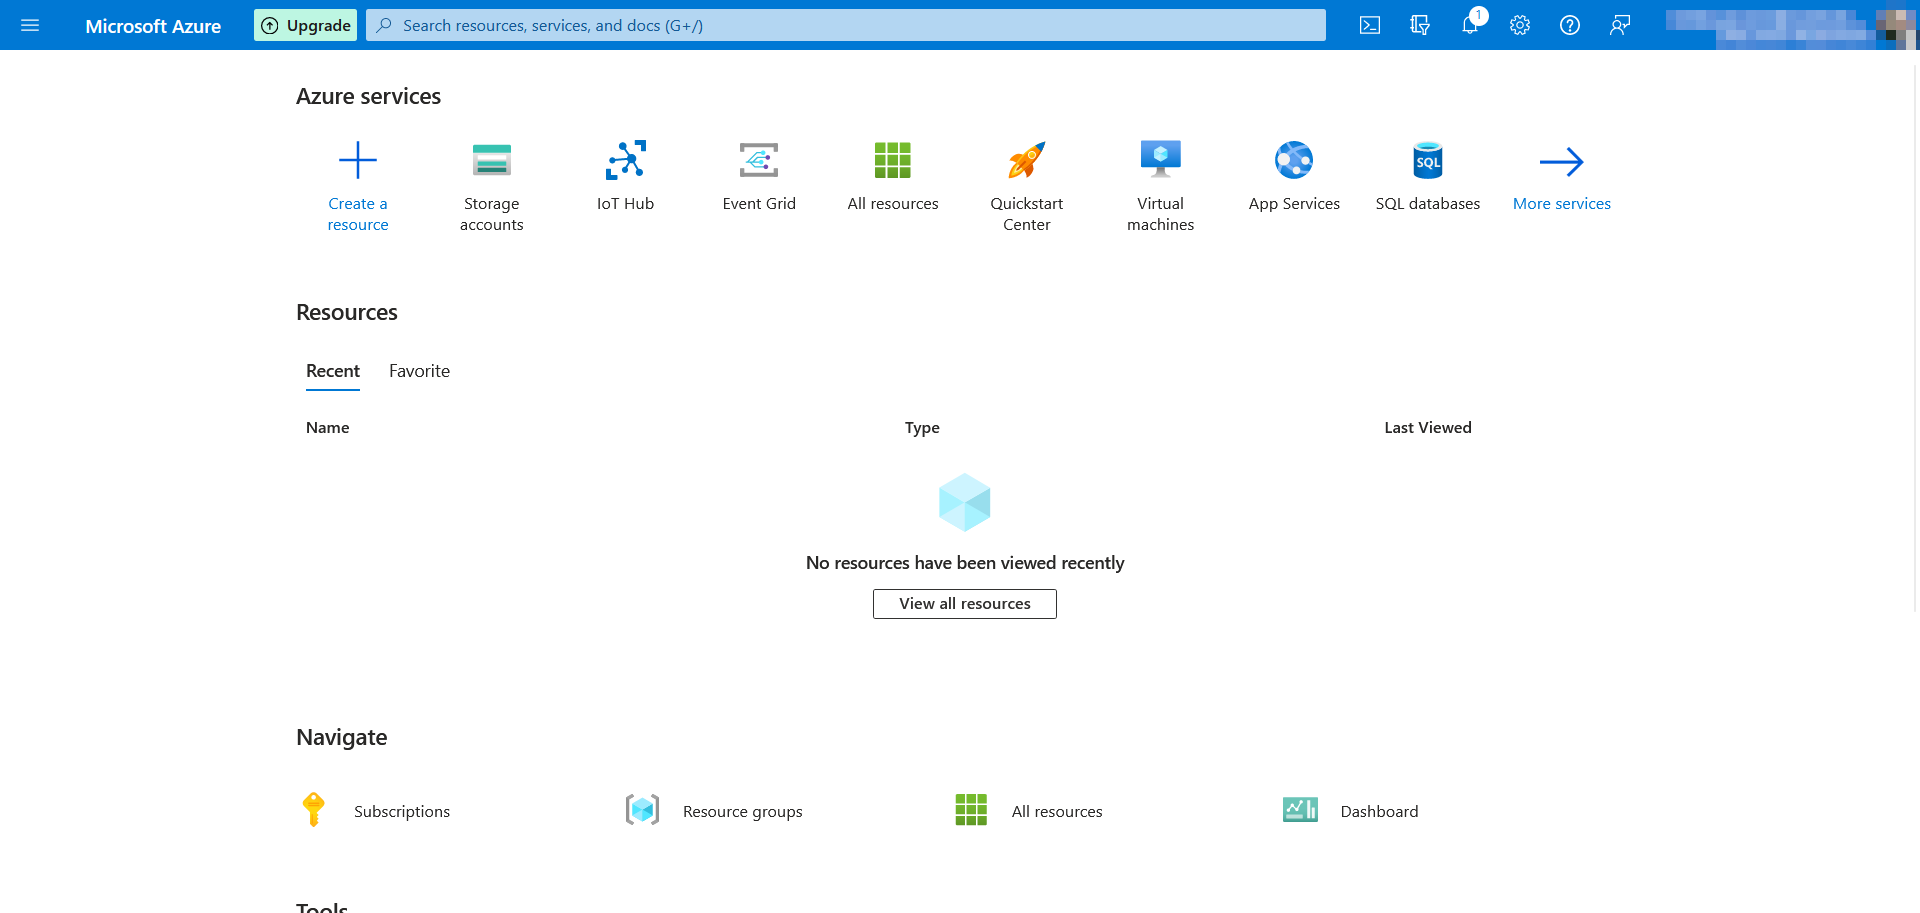 Microsoft Azure
Upgrade
Search resources, services, and docs (G+/)
1
Azure services
Create a resource
Storage accounts
IoT Hub
Event Grid
All resources
Quickstart Center
Virtual machines
App Services
SQL
SQL databases
More services
Resources
Recent
Favorite
Name
Type
Last Viewed
No resources have been viewed recently
View all resources
Navigate
Subscriptions
Resource groups
All resources
Dashboard
Tools